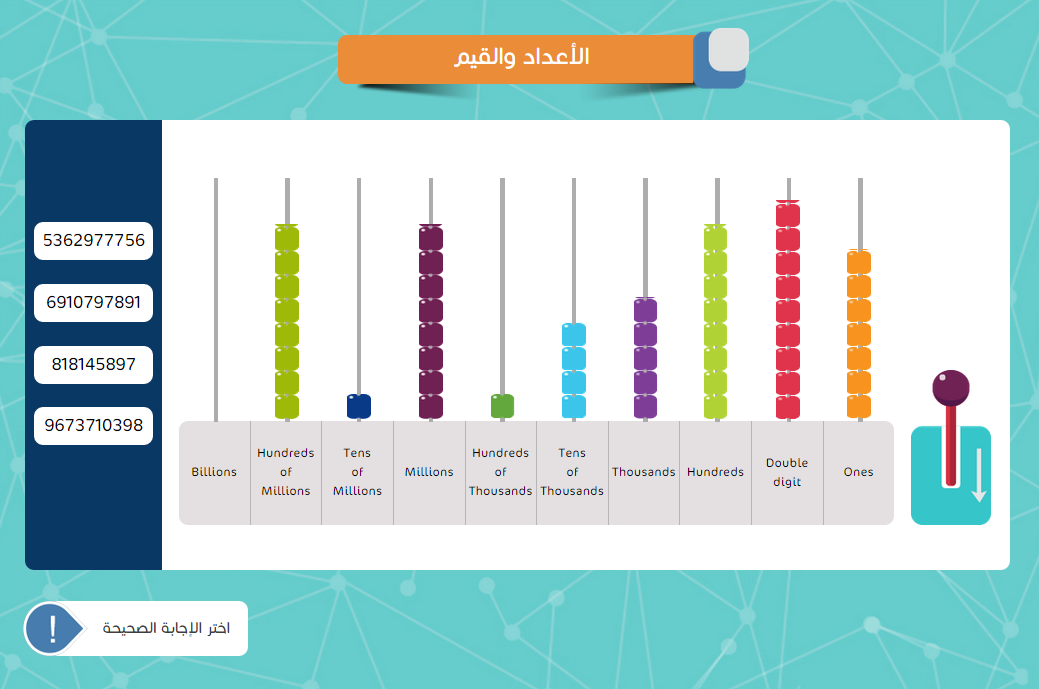 الأعداد والقيم
5362977756
6910797891
818145897
9673710398
Billions
Hundreds
of
Millions
Tens
of
Millions
Millions
Hundreds
of
Thousands
Tens
of
Thousands
Thousands
Hundreds
Double
digit
Ones
!
اختر الإجابة الصحيحة